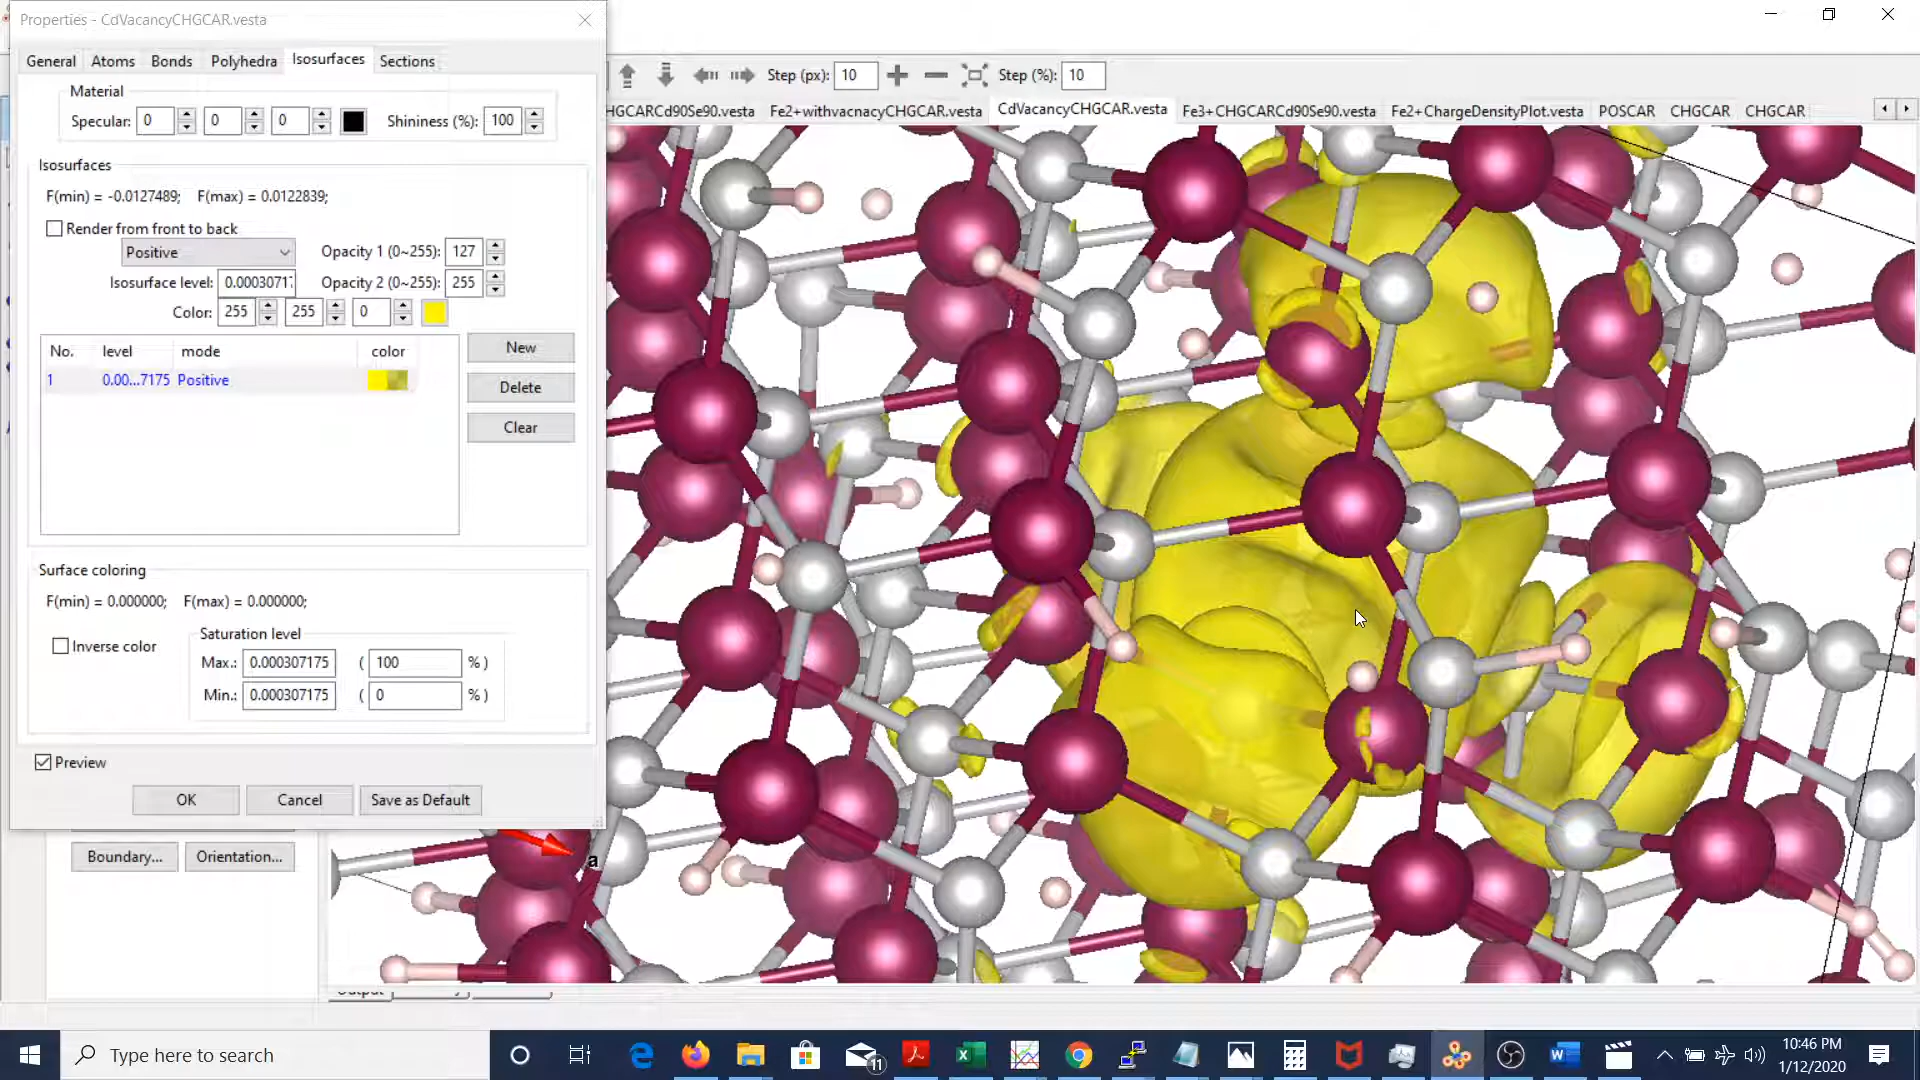 Properties - CdVacancyCHGCAR.vesta
General Atoms Bonds Polyhedra Isosurfaces Sections
Material
Specular: 0 0 0 Shininess (%): 100
Isosurfaces
F(min) = -0.0127489; F(max) = 0.0122839;
Render from front to back
Positive Opacity 1 (0~255): 127
Isosurface level: 0.00030717 Opacity 2 (0~255): 255
Color: 255 255 0
No. level mode color
1 0.00...7175 Positive
New
Delete
Clear
Surface coloring
F(min) = 0.000000; F(max) = 0.000000;
Inverse color
Saturation level
Max.: 0.000307175 ( 100 % )
Min.: 0.000307175 ( 0 % )
Preview
OK Cancel Save as Default
Boundary... Orientation...
Step (px): 10 Step (%): 10
HGCARCd90Se90.vesta Fe2+withvacnacyCHGCAR.vesta CdVacancyCHGCAR.vesta Fe3+CHGCARCd90Se90.vesta Fe2+ChargeDensityPlot.vesta POSCAR CHGCAR CHGCAR
a
Output
Type here to search
11
10:46 PM
1/12/2020